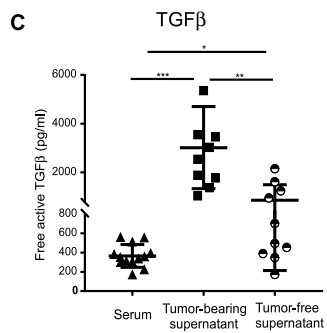 C
TGFβ
*
***
**
Free active TGFβ (pg/ml)
6000
4000
2000
800
600
400
200
0
Serum
Tumor-bearing
supernatant
Tumor-free
supernatant